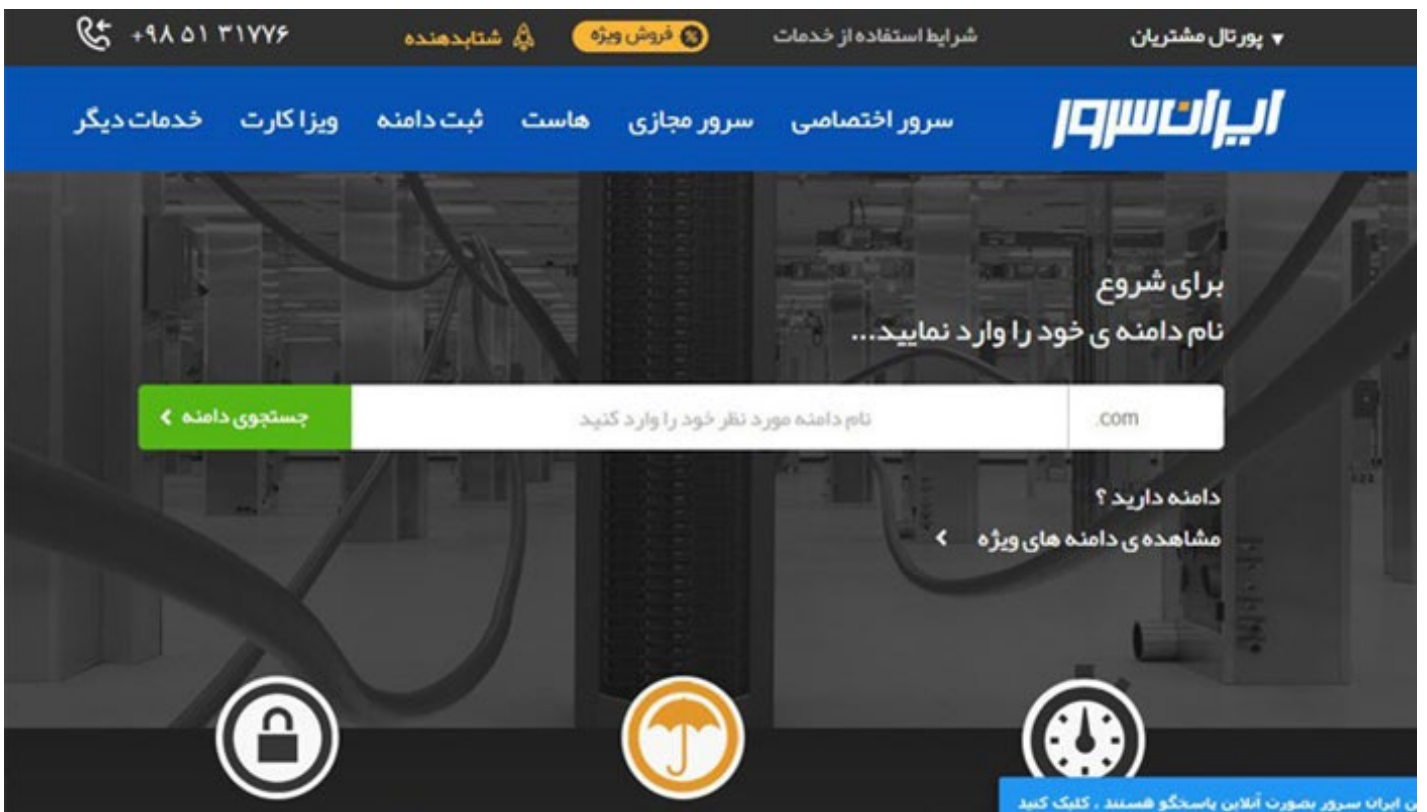 ▼ پورتال مشتریان شرایط استفاده از خدمات فروش ویژه شتابدهنده +۹۸ ۵۱ ۳۱۷۷۶
ایران سرور سرور اختصاصی سرور مجازی هاست ثبت دامنه ویزا کارت خدمات دیگر
برای شروع
نام دامنه ی خود را وارد نمایید...
.com نام دامنه مورد نظر خود را وارد کنید جستجوی دامنه
دامنه دارید ؟
مشاهده ی دامنه های ویژه
ایران سرور بصورت آنلاین پاسخگو هستند ، کلیک کنید